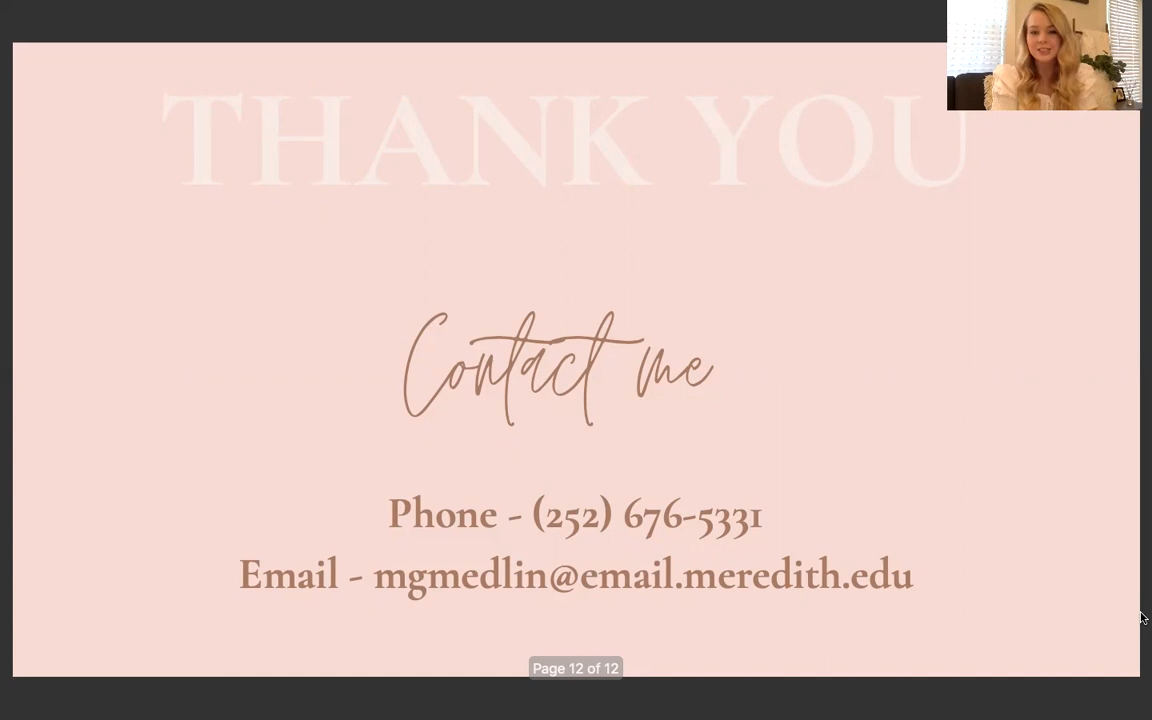 THANK YOU
Contact me
Phone - (252) 676-5331
Email - mgmedlin@email.meredith.edu
Page 12 of 12